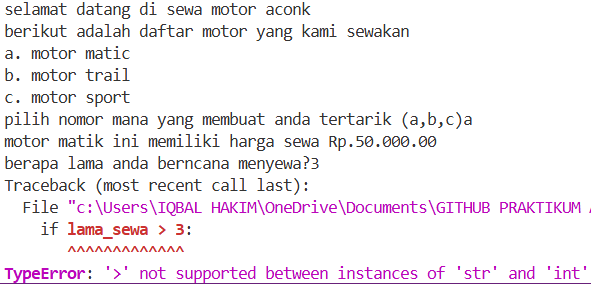 selamat datang di sewa motor aconk
berikut adalah daftar motor yang kami sewakan
a. motor matic
b. motor trail
c. motor sport
pilih nomor mana yang membuat anda tertarik (a,b,c)a
motor matik ini memiliki harga sewa Rp.50.000.00
berapa lama anda berncana menyewa?3
Traceback (most recent call last):
File "c:\Users\IQBAL HAKIM\OneDrive\Documents\GITHUB PRAKTIKUM
if lama_sewa > 3:
^^^^^^^^^^^^^
TypeError: '>' not supported between instances of 'str' and 'int'